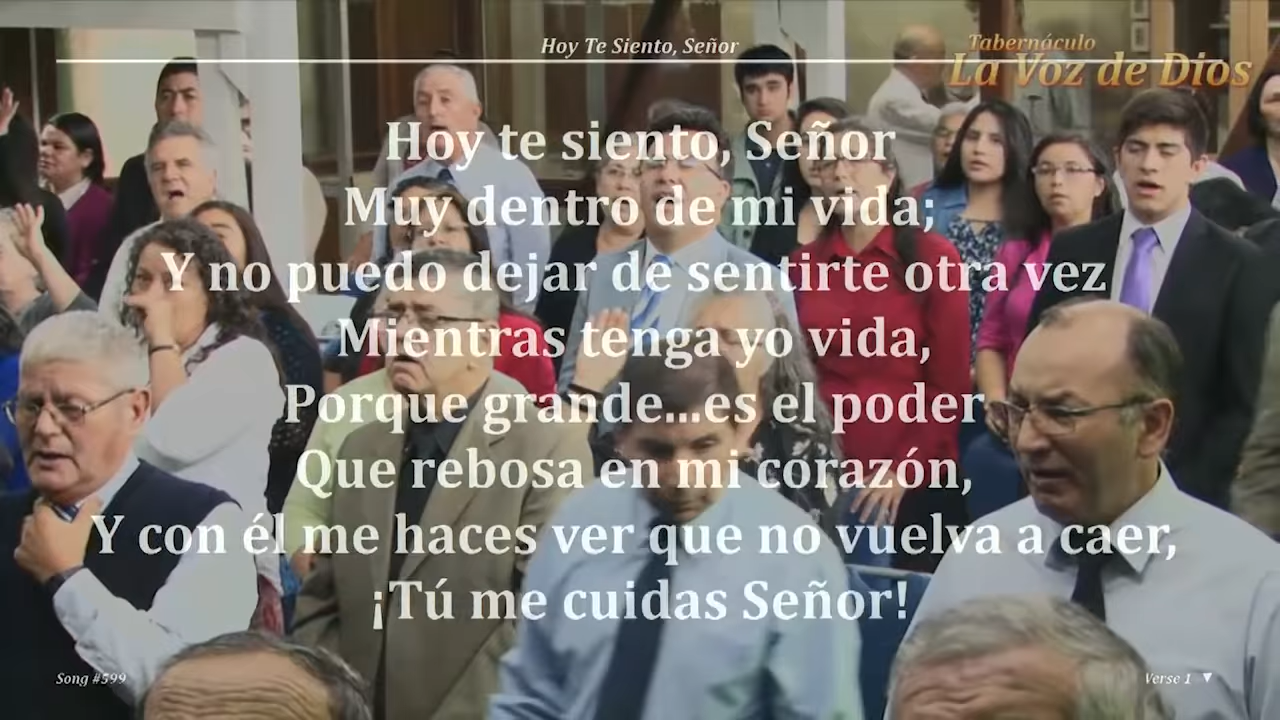 Hoy Te Siento, Señor
Tabernáculo
La Voz de Dios
Hoy te siento, Señor
Muy dentro de mi vida;
Y no puedo dejar de sentirte otra vez
Mientras tenga yo vida,
Porque grande...es el poder
Que rebosa en mi corazón,
Y con él me haces ver que no vuelva a caer,
¡Tú me cuidas Señor!
Song #599
Verse 1 ▼